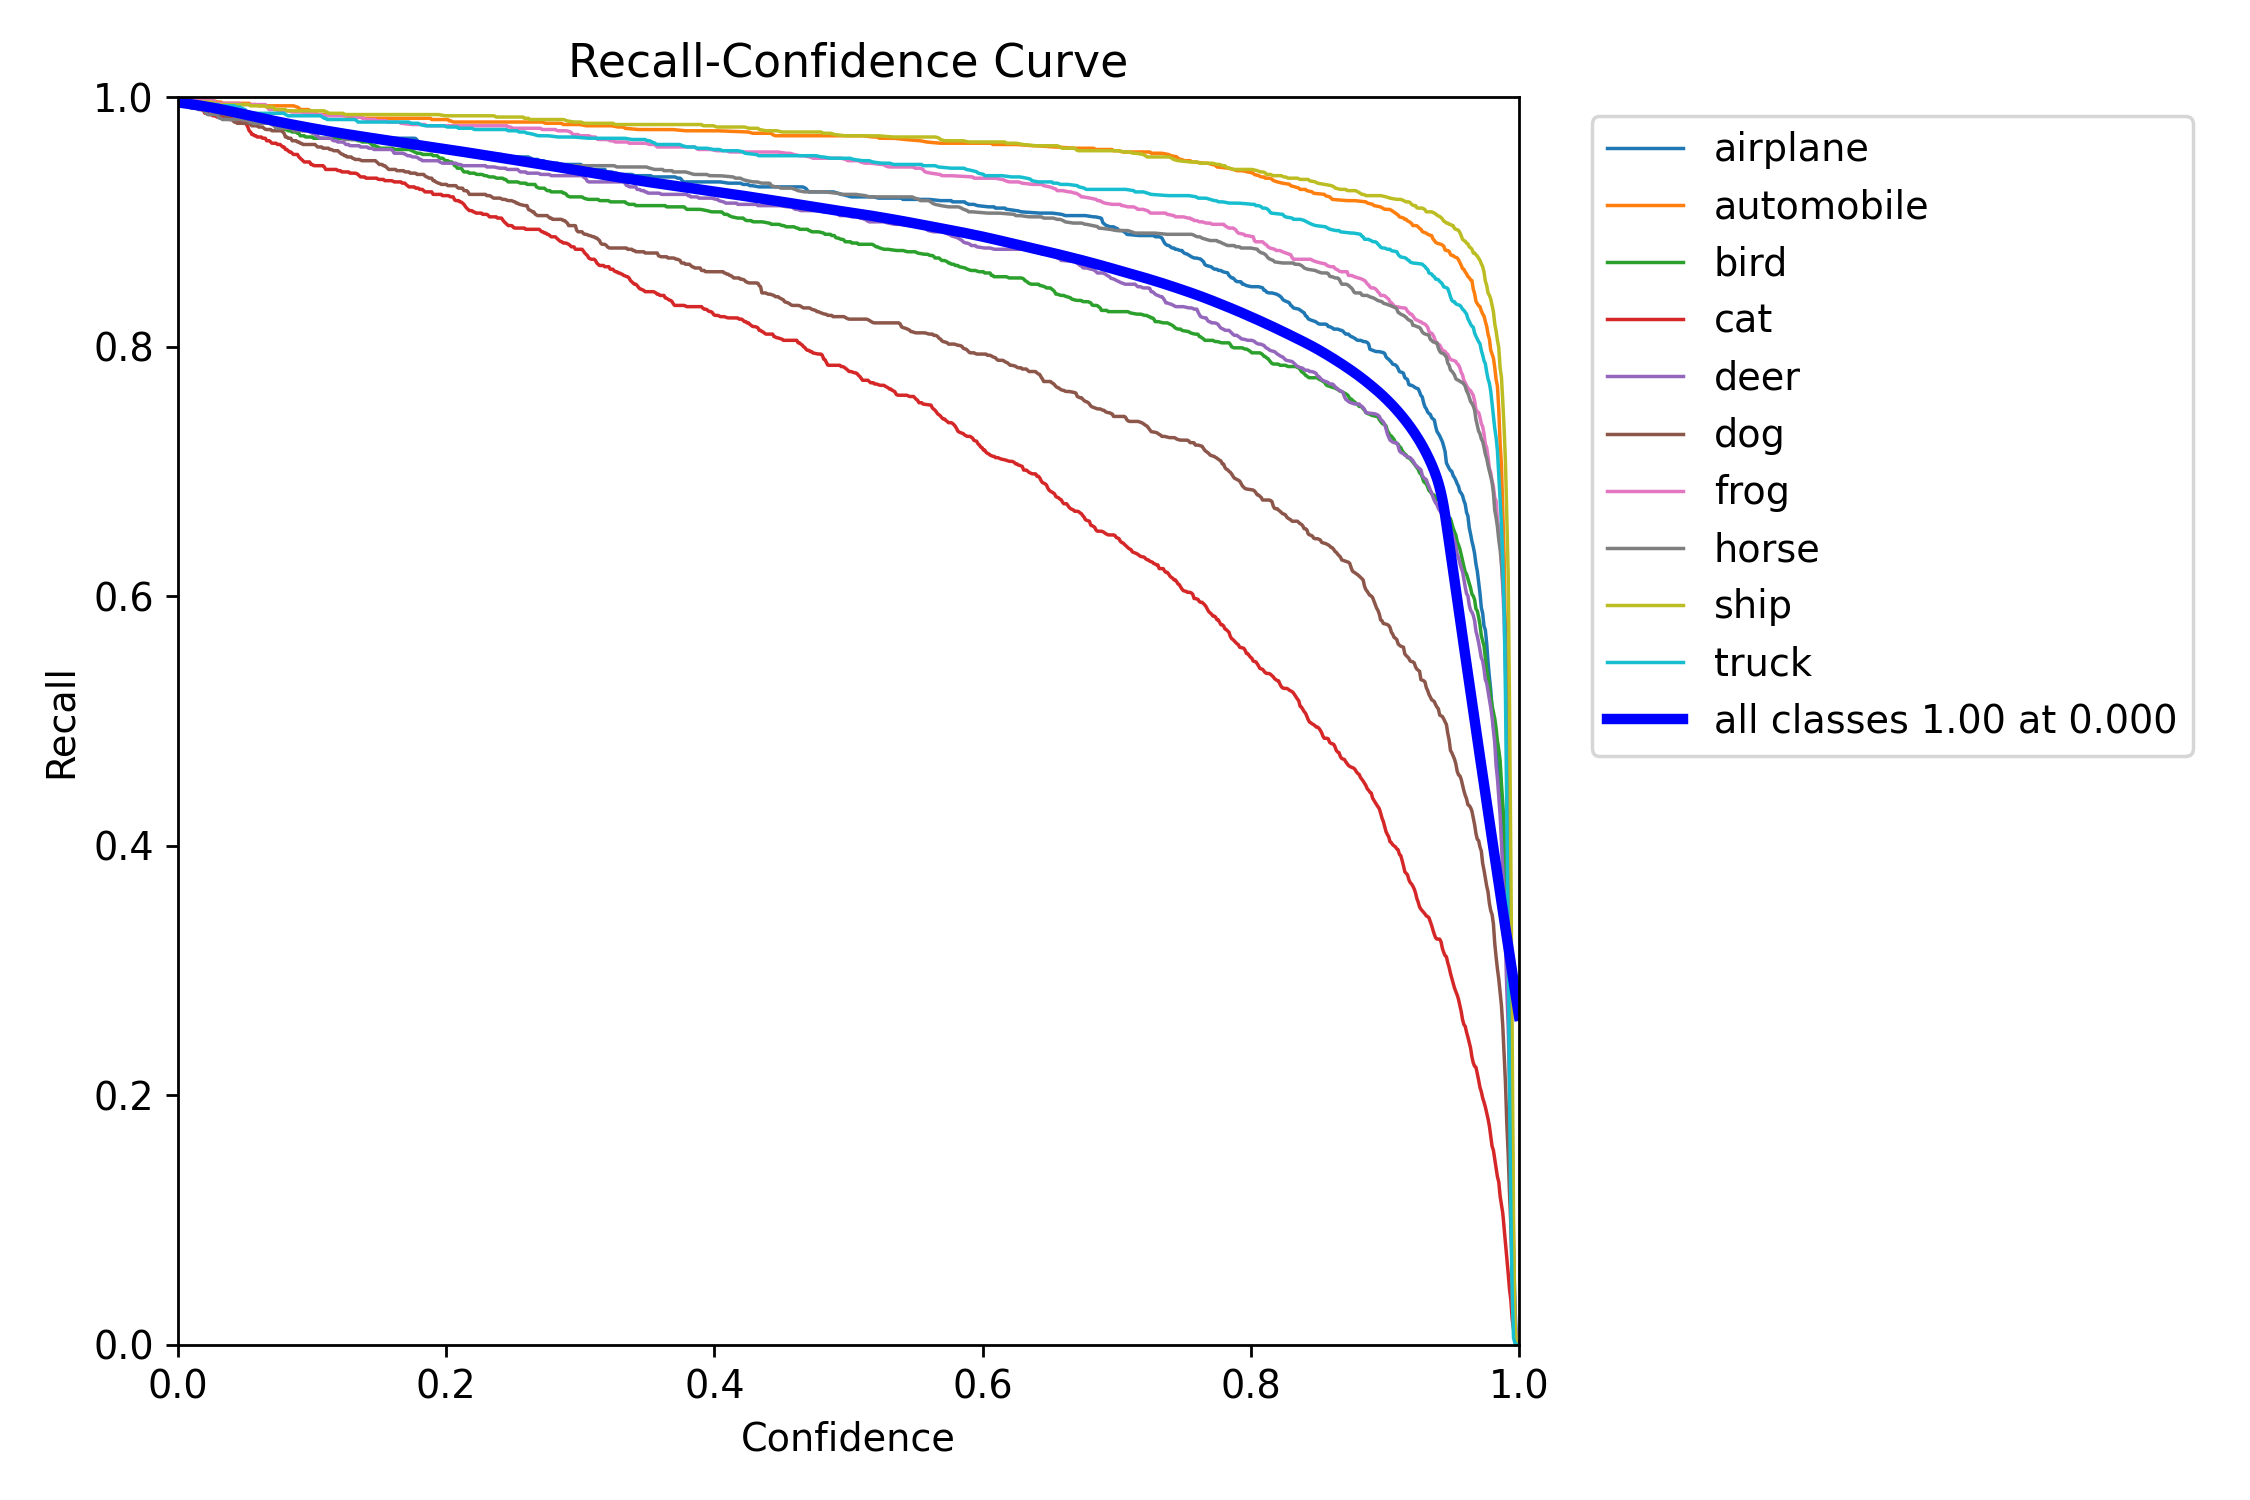 Recall-Confidence Curve
1.0
0.8
0.6
0.4
0.2
0.0
Recall
0.0 0.2 0.4 0.6 0.8 1.0
Confidence
airplane
automobile
bird
cat
deer
dog
frog
horse
ship
truck
all classes 1.00 at 0.000